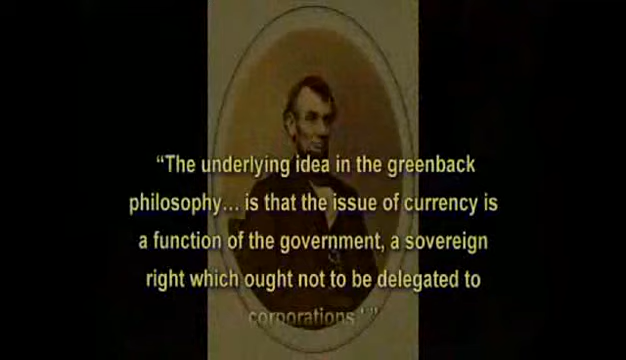 “The underlying idea in the greenback
philosophy… is that the issue of currency is
a function of the government, a sovereign
right which ought not to be delegated to
corporations.’”